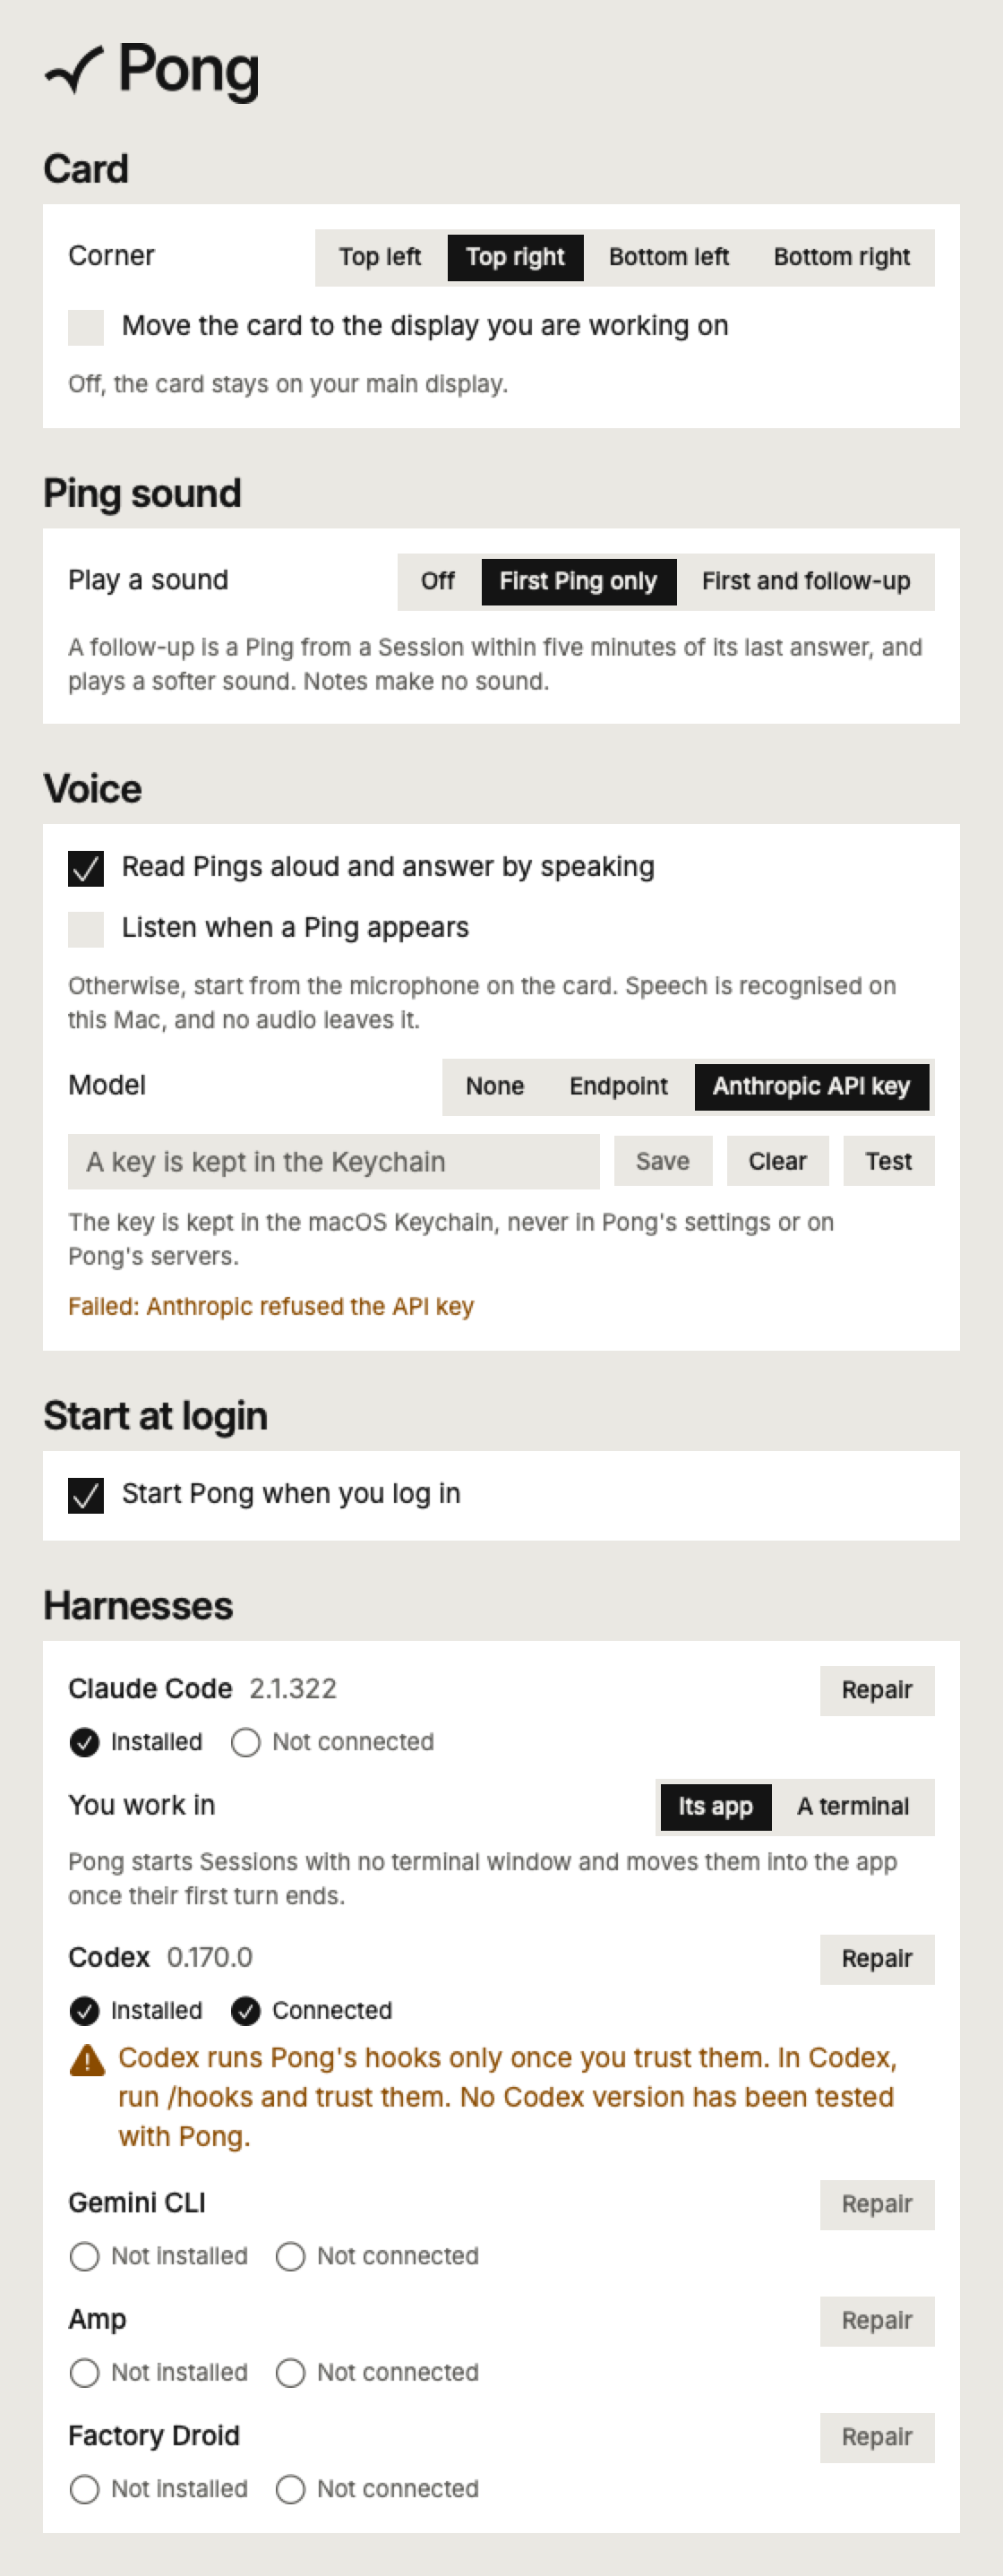 Pong
Card
Corner
Top left
Top right
Bottom left
Bottom right
Move the card to the display you are working on
Off, the card stays on your main display.
Ping sound
Play a sound
Off
First Ping only
First and follow-up
A follow-up is a Ping from a Session within five minutes of its last answer, and
plays a softer sound. Notes make no sound.
Voice
Read Pings aloud and answer by speaking
Listen when a Ping appears
Otherwise, start from the microphone on the card. Speech is recognised on
this Mac, and no audio leaves it.
Model
None
Endpoint
Anthropic API key
A key is kept in the Keychain
Save
Clear
Test
The key is kept in the macOS Keychain, never in Pong's settings or on
Pong's servers.
Failed: Anthropic refused the API key
Start at login
Start Pong when you log in
Harnesses
Claude Code 2.1.322
Repair
Installed
Not connected
You work in
Its app
A terminal
Pong starts Sessions with no terminal window and moves them into the app
once their first turn ends.
Codex 0.170.0
Repair
Installed
Connected
Codex runs Pong's hooks only once you trust them. In Codex,
run /hooks and trust them. No Codex version has been tested
with Pong.
Gemini CLI
Repair
Not installed
Not connected
Amp
Repair
Not installed
Not connected
Factory Droid
Repair
Not installed
Not connected